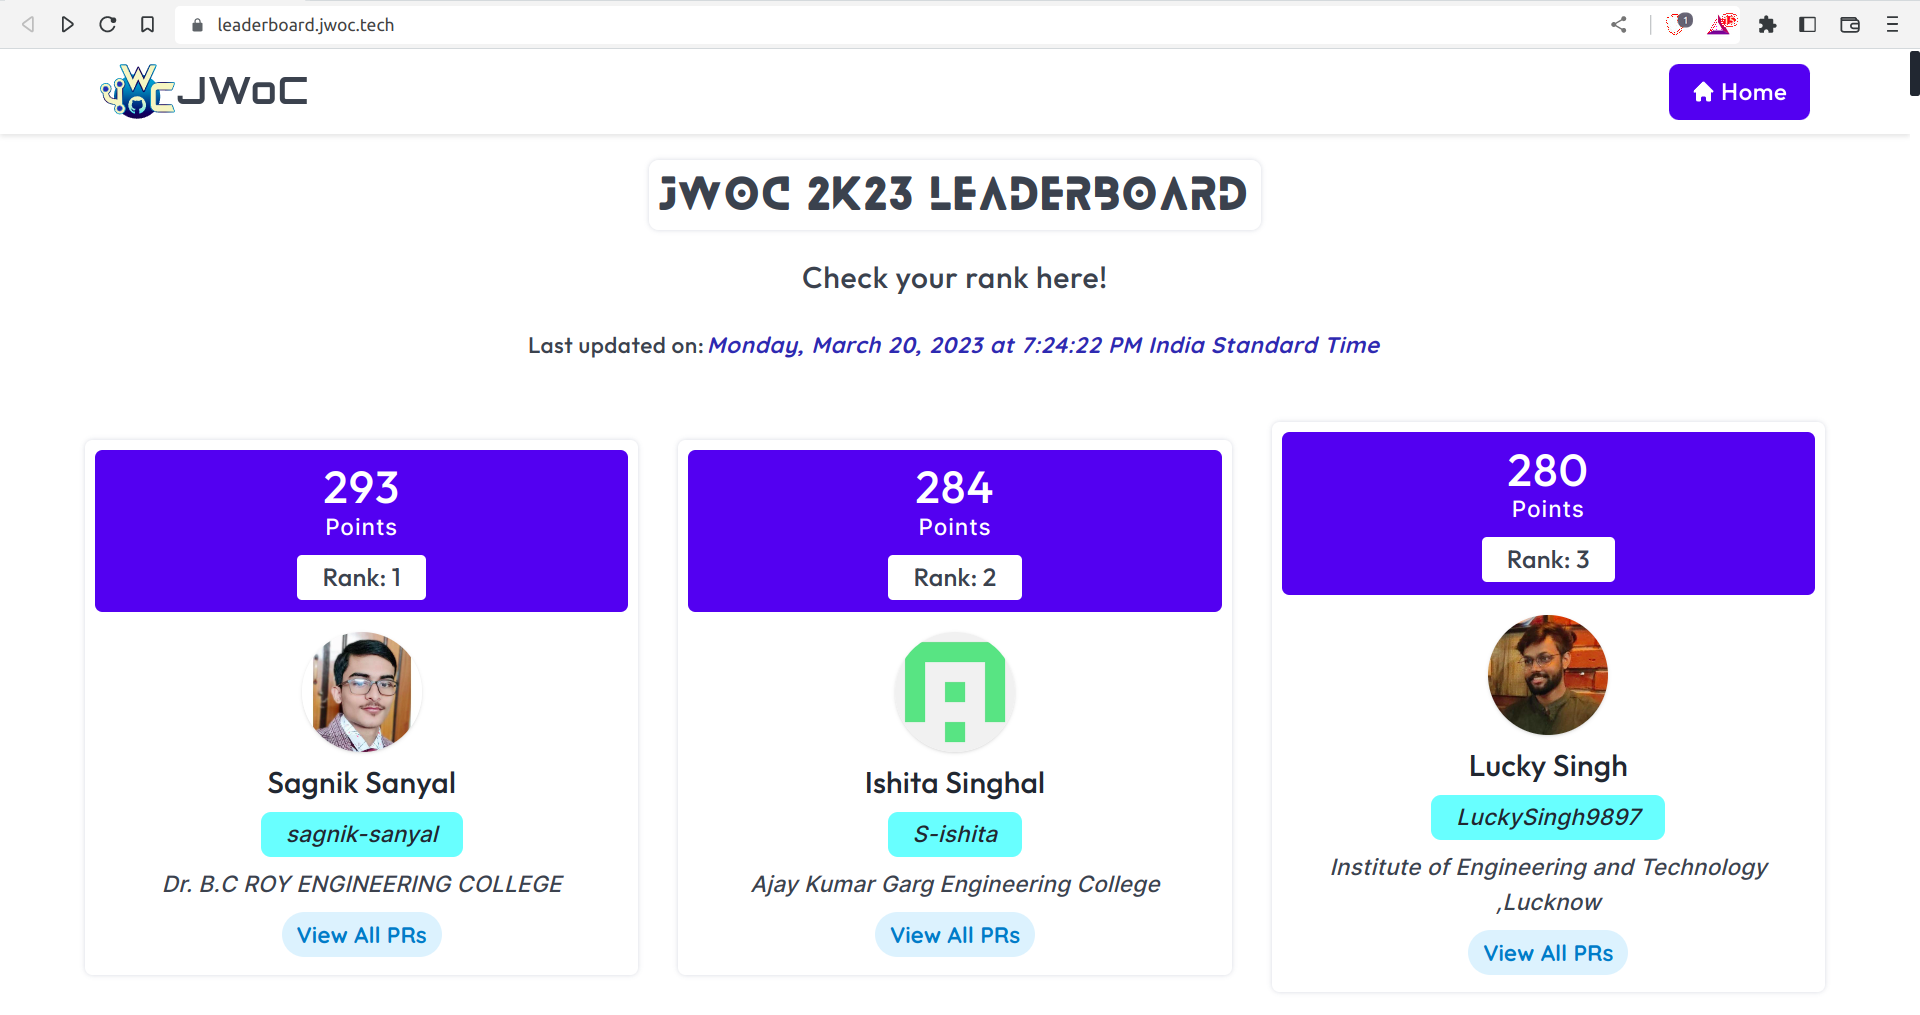 leaderboard.jwoc.tech
1
15
WOC JWoC
Home
JWOC 2K23 LEADERBOARD
Check your rank here!
Last updated on: Monday, March 20, 2023 at 7:24:22 PM India Standard Time
293
Points
Rank: 1
Sagnik Sanyal
sagnik-sanyal
Dr. B.C ROY ENGINEERING COLLEGE
View All PRs
284
Points
Rank: 2
Ishita Singhal
S-ishita
Ajay Kumar Garg Engineering College
View All PRs
280
Points
Rank: 3
Lucky Singh
LuckySingh9897
Institute of Engineering and Technology
,Lucknow
View All PRs